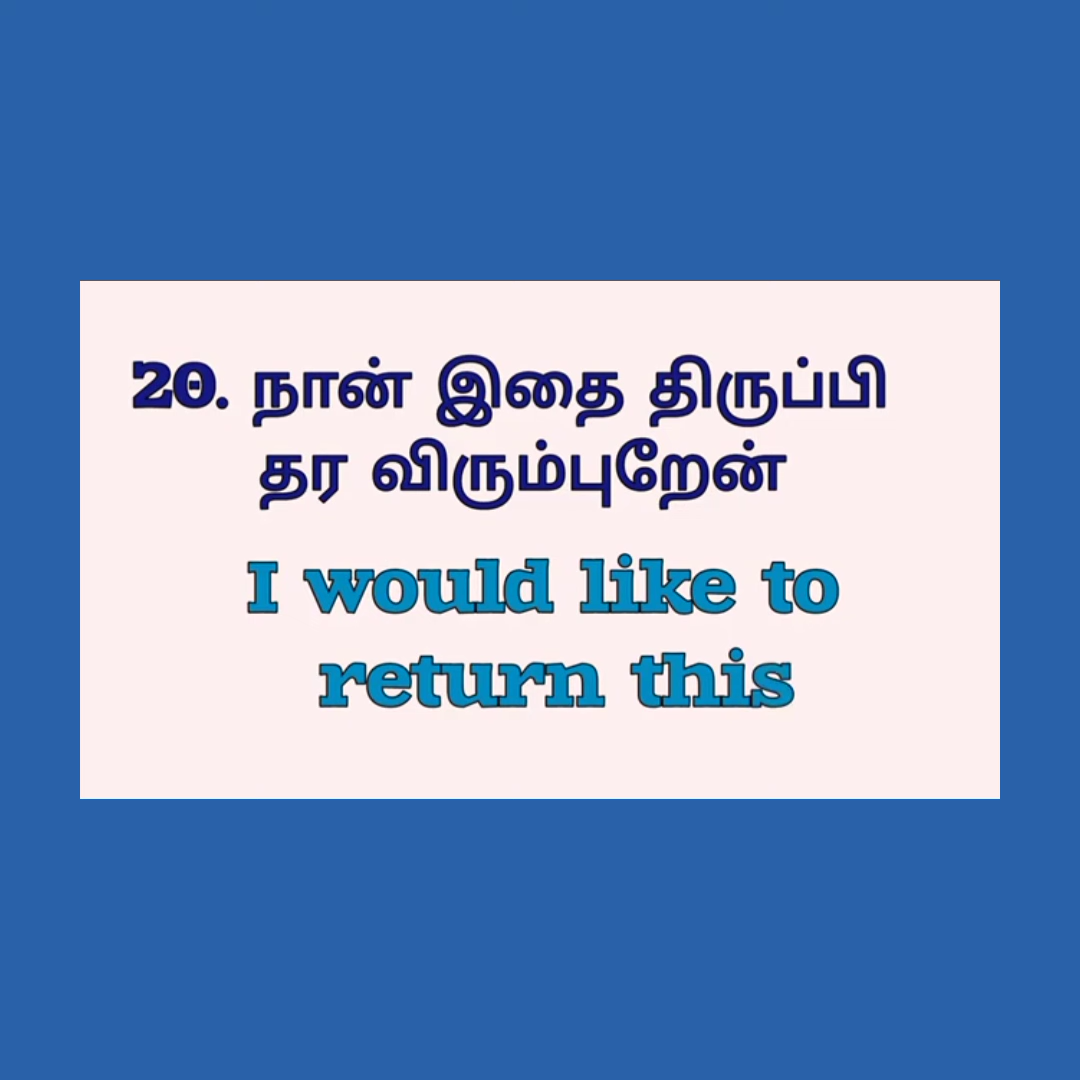 20. நான் இதை திருப்பி
தர விரும்புறேன்
I would like to
return this